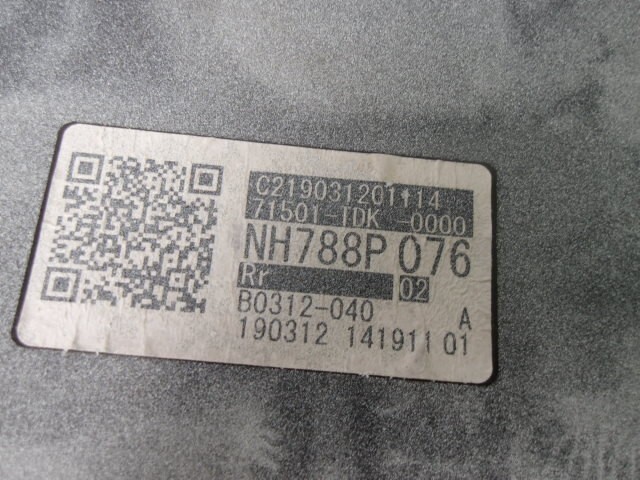 C219031201114
71501-TDK -0000
NH788P 076
Rr 02
B0312-040 A
190312 141911 01